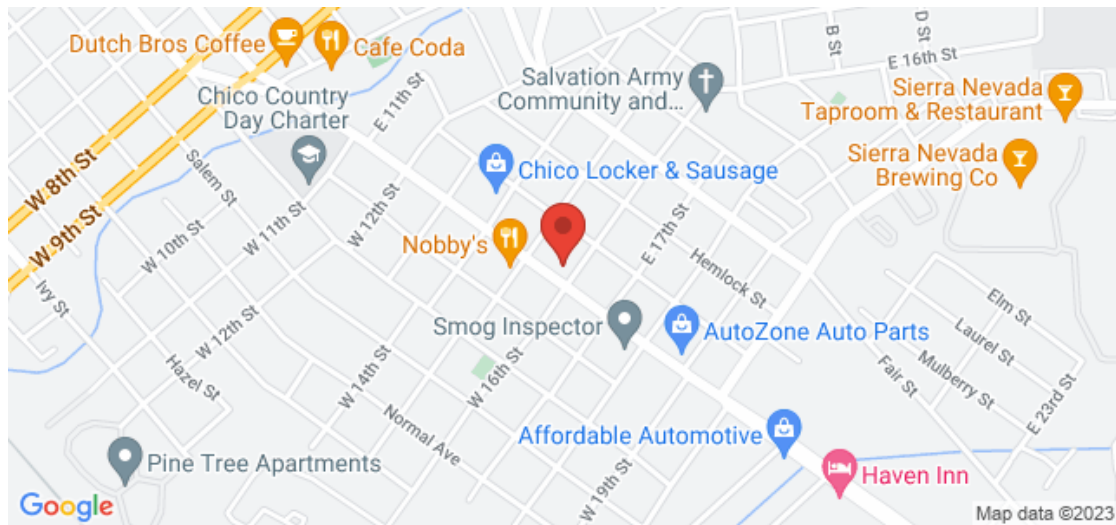 Dutch Bros Coffee
Cafe Coda
D St
B St
E 16th St
Salvation Army
Community and...
Sierra Nevada
Taproom & Restaurant
Chico Country
Day Charter
E 11th St
Sierra Nevada
Brewing Co
W 8th St
Salem St
Chico Locker & Sausage
W 9th St
W 10th St
W 11th St
W 12th St
Nobby's
E 17th St
Hemlock St
Ivy St
W 12th St
Smog Inspector
AutoZone Auto Parts
Elm St
Laurel St
Hazel St
W 14th St
W 16th St
Fair St
Mulberry St
E 23rd St
Normal Ave
Affordable Automotive
Pine Tree Apartments
W 19th St
Haven Inn
Google
Map data ©2023